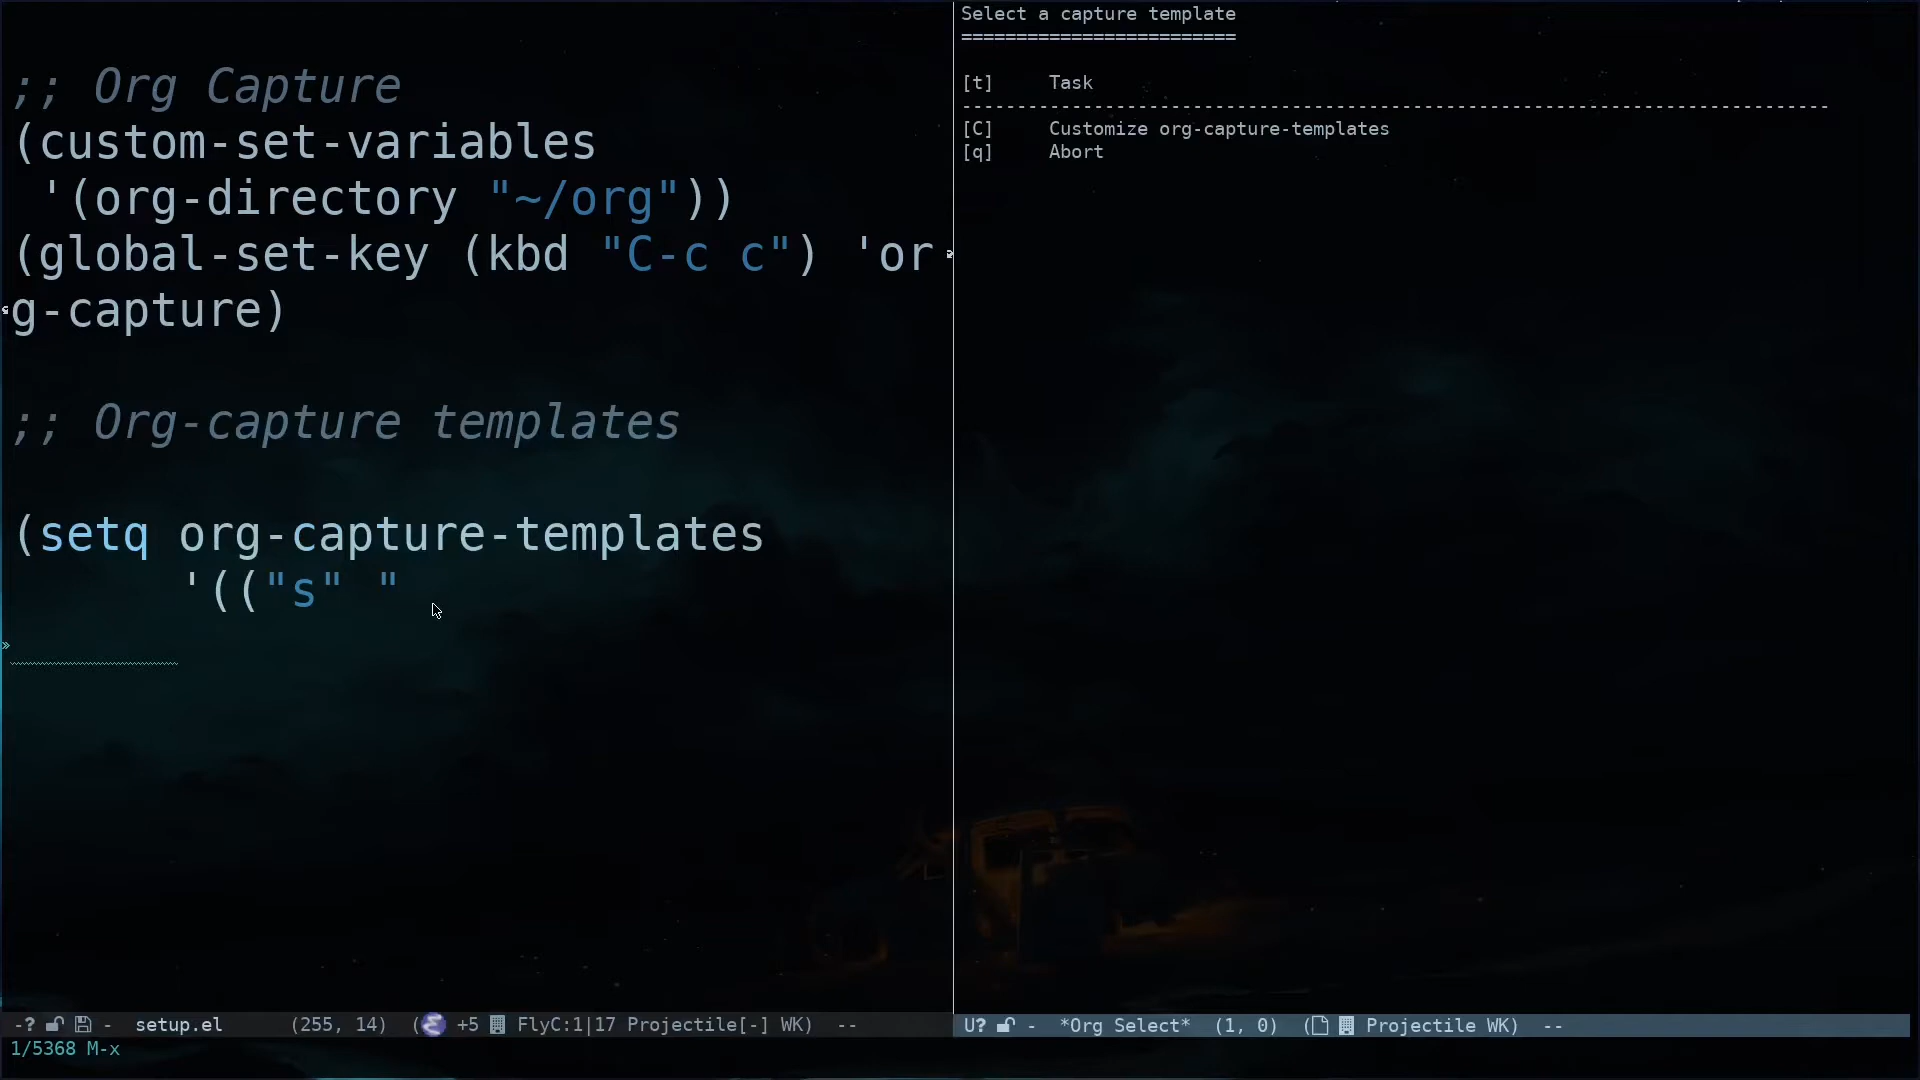 ;; Org Capture
(custom-set-variables
'(org-directory "~/org"))
(global-set-key (kbd "C-c c") 'or
g-capture)
;; Org-capture templates
(setq org-capture-templates
'(("s" "
-? - setup.el (255, 14) ( +5 FlyC:1|17 Projectile[-] WK) --
1/5368 M-x
Select a capture template
=========================
[t] Task
-------------------------------------------------------------------------------
[C] Customize org-capture-templates
[q] Abort
U? - *Org Select* (1, 0) ( Projectile WK) --